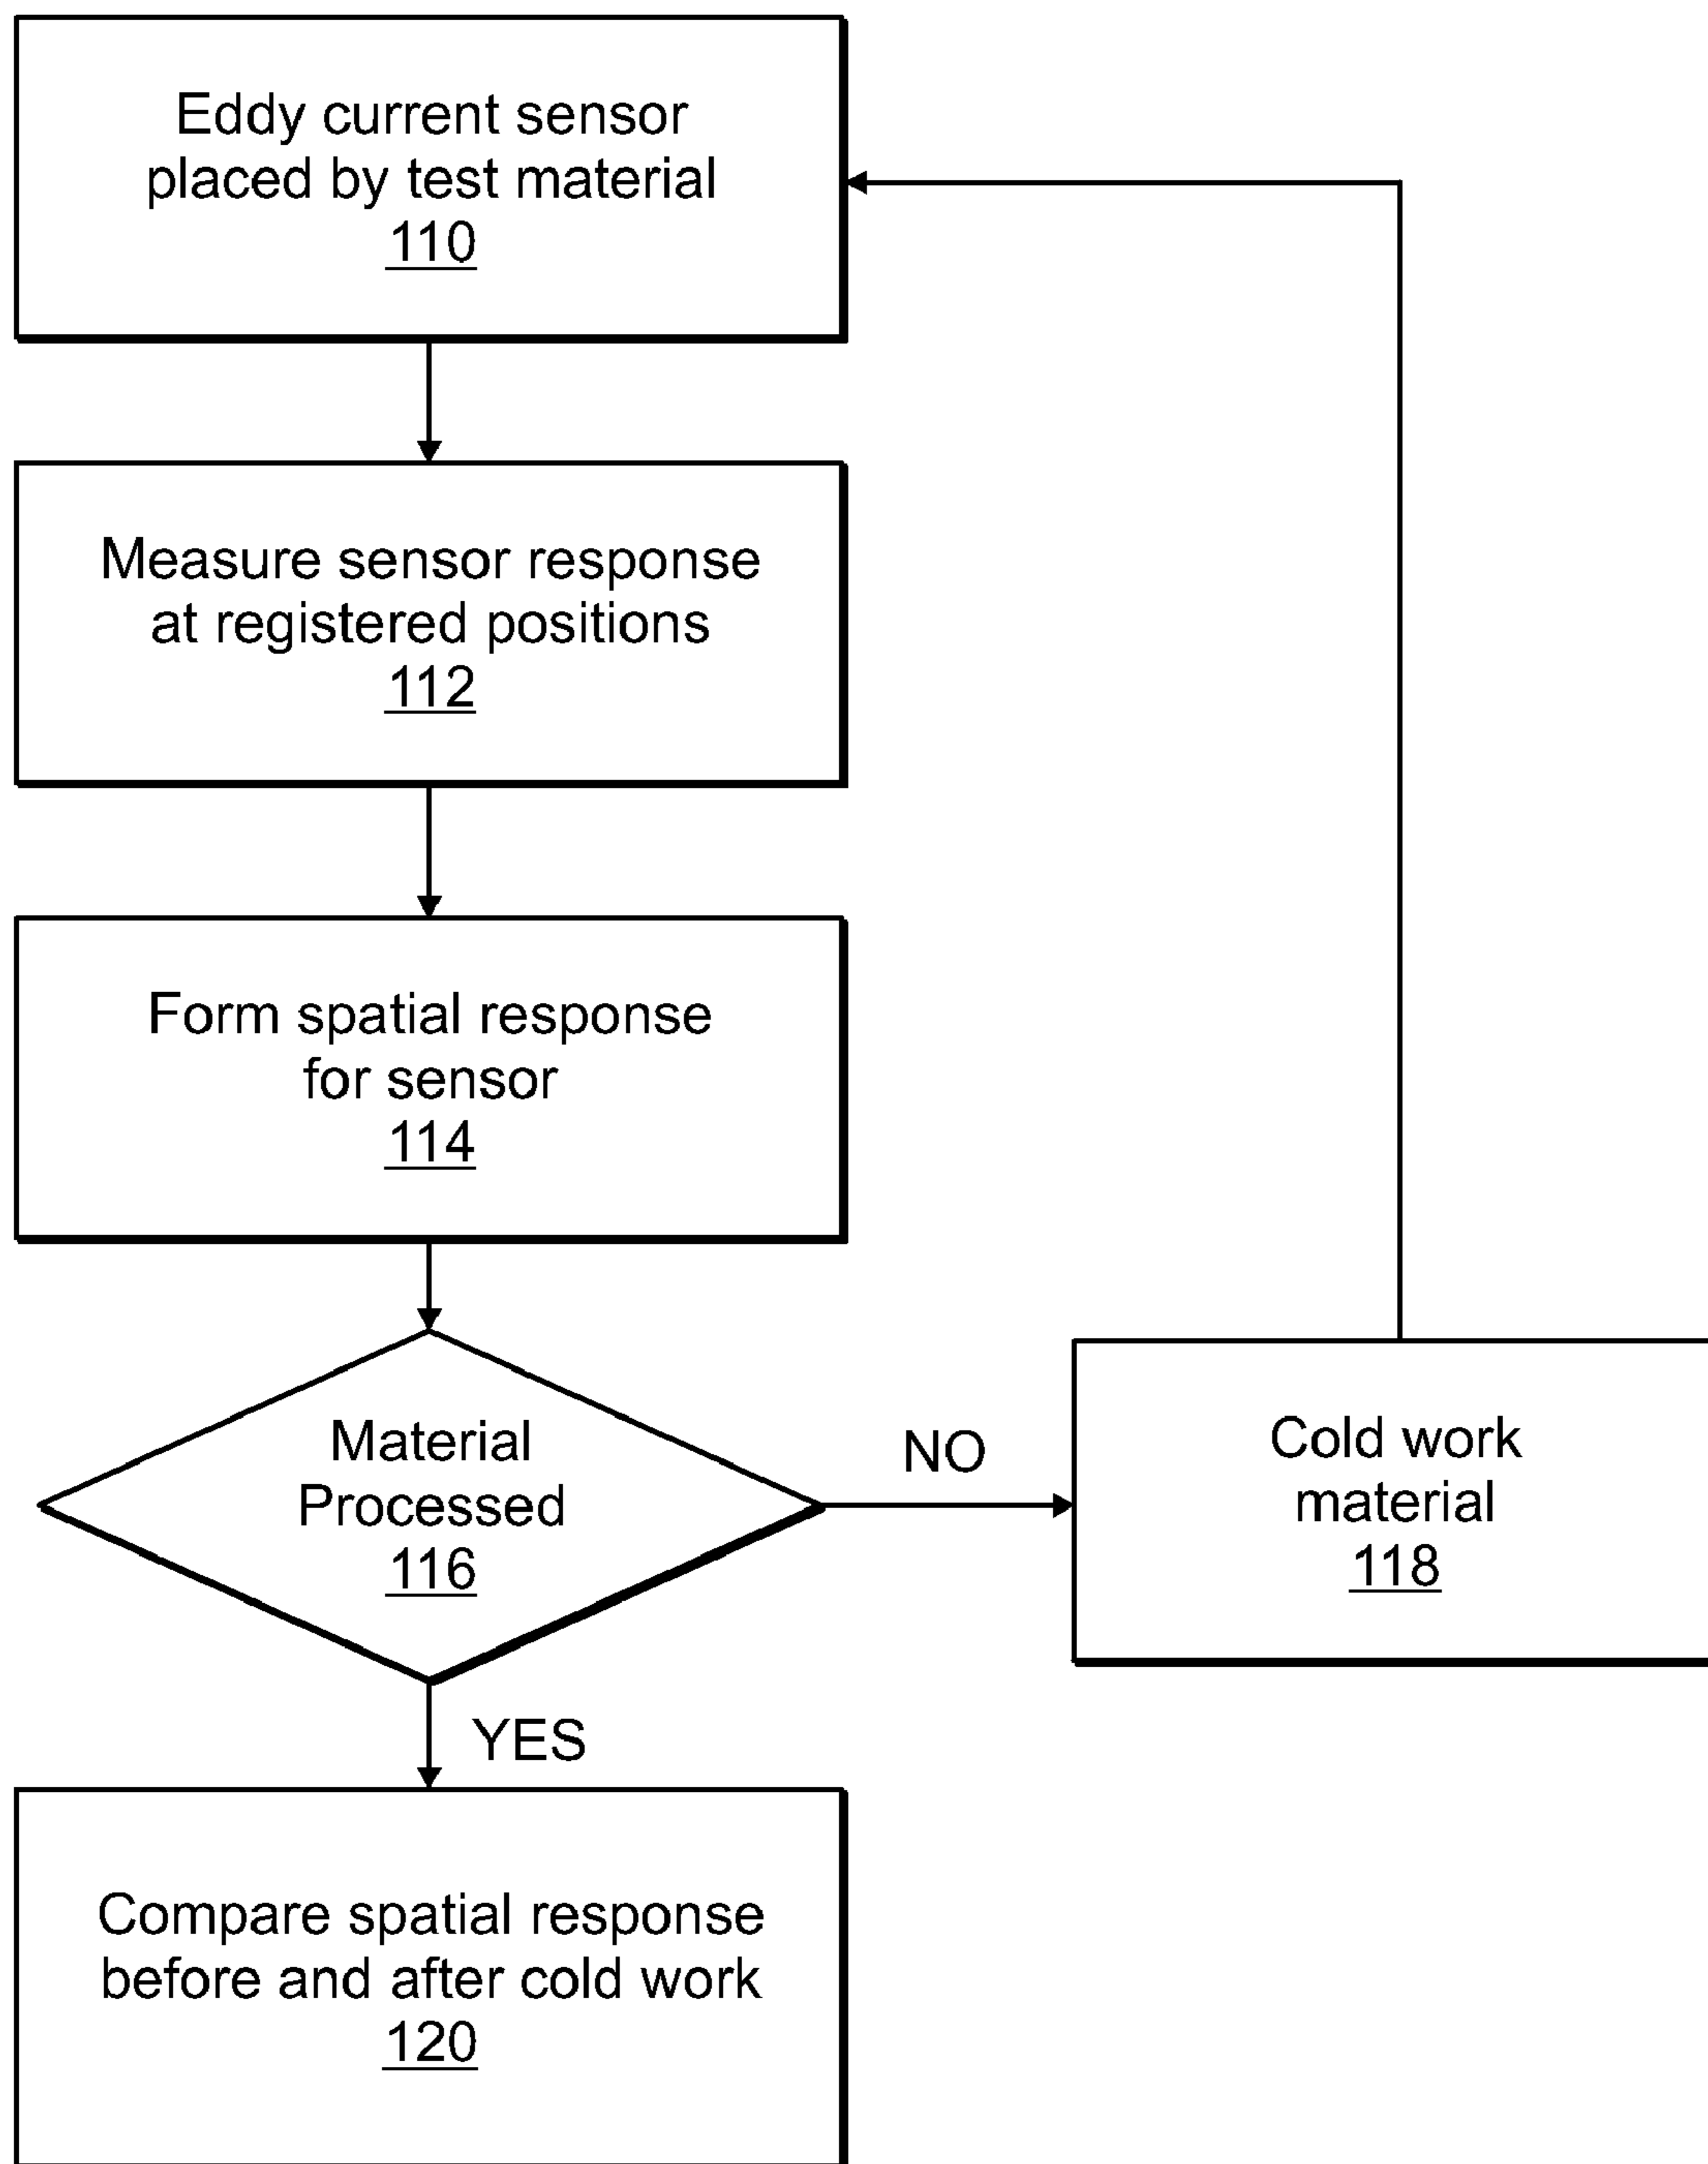 Eddy current sensor
placed by test material
110
Measure sensor response
at registered positions
112
Form spatial response
for sensor
114
Material
Processed
116
NO
Cold work
material
118
YES
Compare spatial response
before and after cold work
120